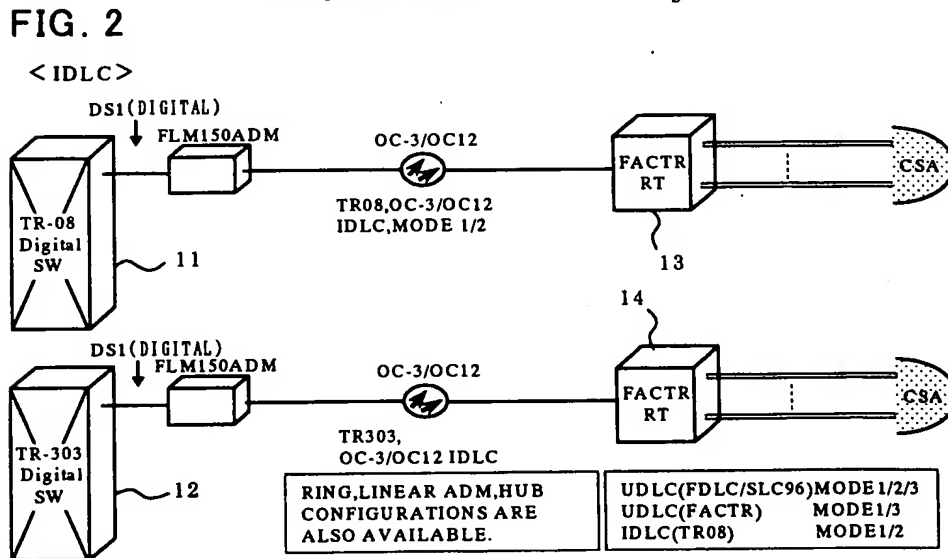 FIG. 2
<IDLC>
DS1(DIGITAL)
FLM150ADM
OC-3/OC12
TR08,OC-3/OC12
IDLC,MODE 1/2
TR-08
Digital
SW
11
FACTR
RT
13
CSA
DS1(DIGITAL)
FLM150ADM
OC-3/OC12
TR303,
OC-3/OC12 IDLC
TR-303
Digital
SW
12
14
FACTR
RT
CSA
RING,LINEAR ADM,HUB
CONFIGURATIONS ARE
ALSO AVAILABLE.
UDLC(FDLC/SLC96)MODE1/2/3
UDLC(FACTR) MODE1/3
IDLC(TR08) MODE1/2